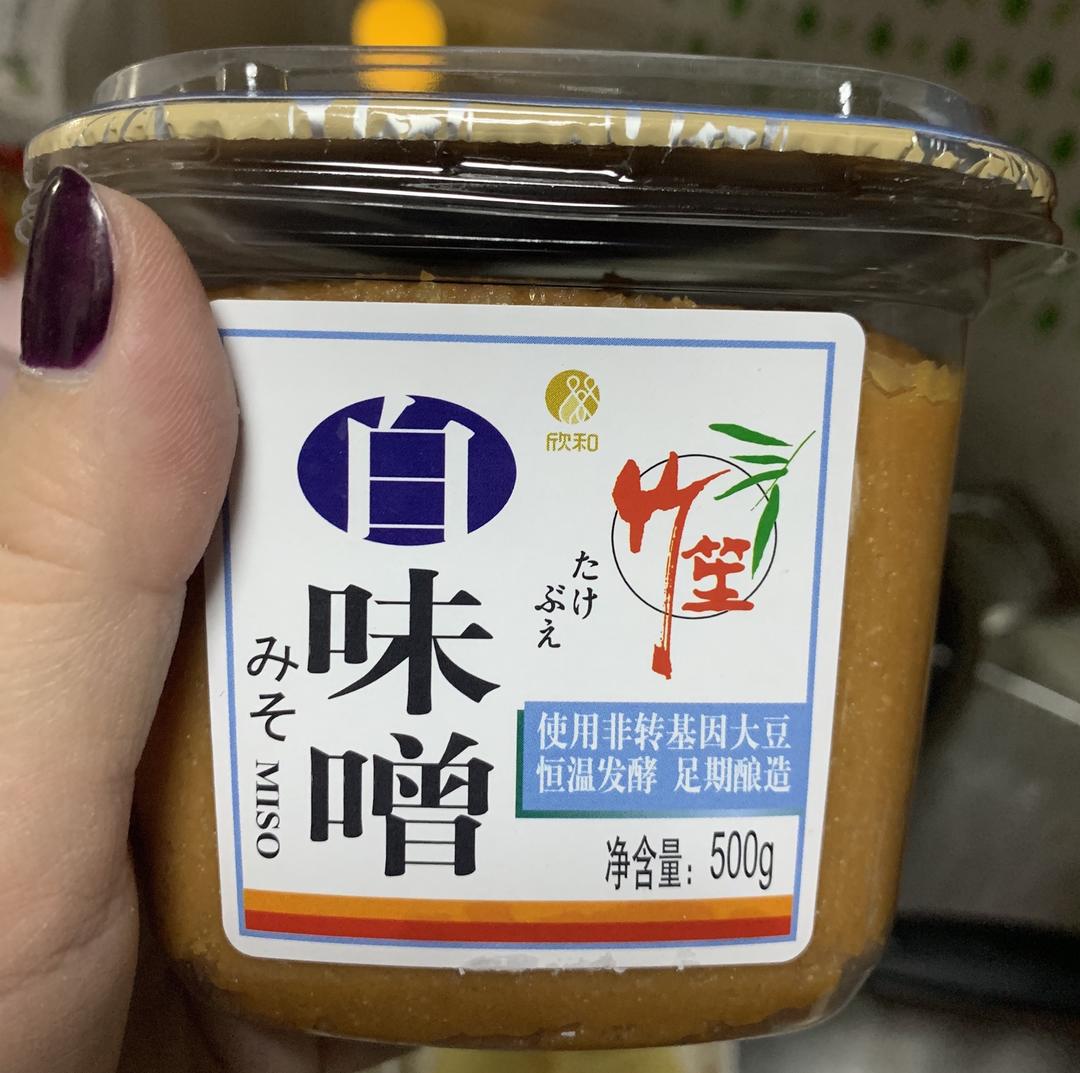 欣和
白味噌
みそ MISO
竹笙
たけ
ぶえ
使用非转基因大豆
恒温发酵 足期酿造
净含量：500g